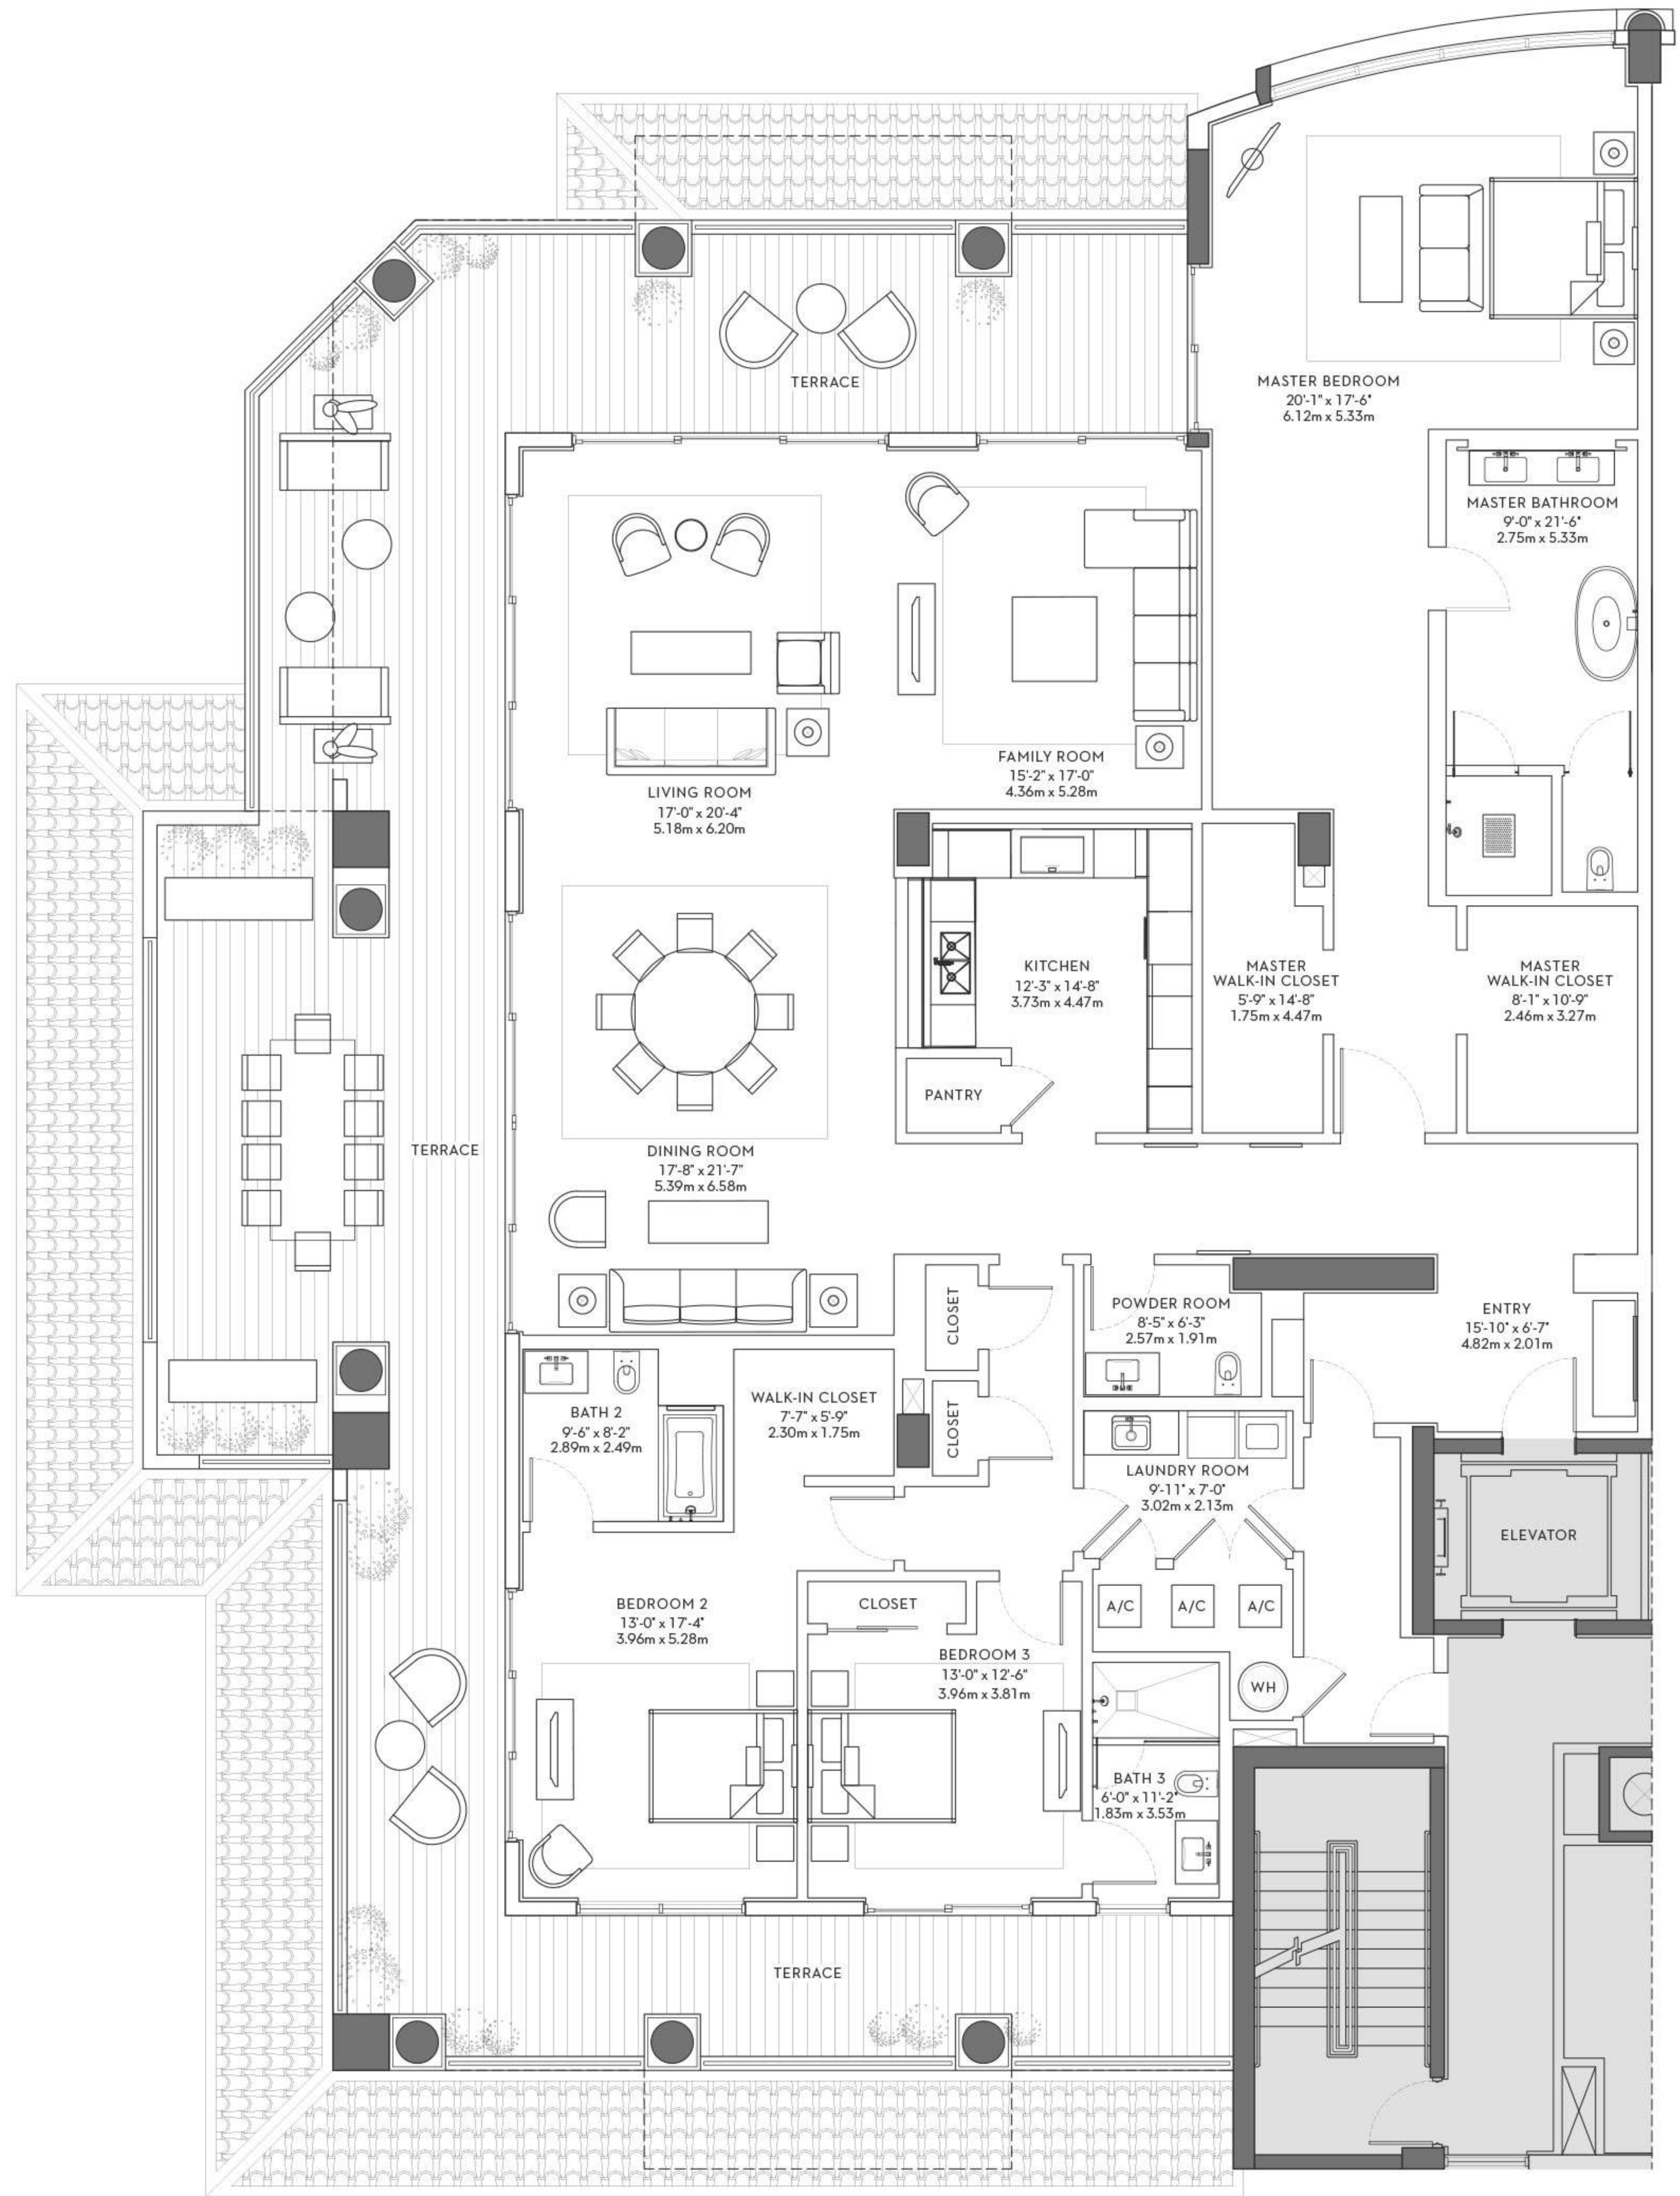 TERRACE
MASTER BEDROOM
20'-1" x 17'-6"
6.12m x 5.33m
MASTER BATHROOM
9'-0" x 21'-6"
2.75m x 5.33m
FAMILY ROOM
15'-2" x 17'-0"
4.36m x 5.28m
LIVING ROOM
17'-0" x 20'-4"
5.18m x 6.20m
KITCHEN
12'-3" x 14'-8"
3.73m x 4.47m
MASTER
WALK-IN CLOSET
5'-9" x 14'-8"
1.75m x 4.47m
MASTER
WALK-IN CLOSET
8'-1" x 10'-9"
2.46m x 3.27m
PANTRY
TERRACE
DINING ROOM
17'-8" x 21'-7"
5.39m x 6.58m
CLOSET
POWDER ROOM
8'-5" x 6'-3"
2.57m x 1.91m
ENTRY
15'-10" x 6'-7"
4.82m x 2.01m
BATH 2
9'-6" x 8'-2"
2.89m x 2.49m
WALK-IN CLOSET
7'-7" x 5'-9"
2.30m x 1.75m
CLOSET
LAUNDRY ROOM
9'-11" x 7'-0"
3.02m x 2.13m
ELEVATOR
BEDROOM 2
13'-0" x 17'-4"
3.96m x 5.28m
CLOSET
A/C
A/C
A/C
BEDROOM 3
13'-0" x 12'-6"
3.96m x 3.81m
WH
BATH 3
6'-0" x 11'-2"
1.83m x 3.53m
TERRACE